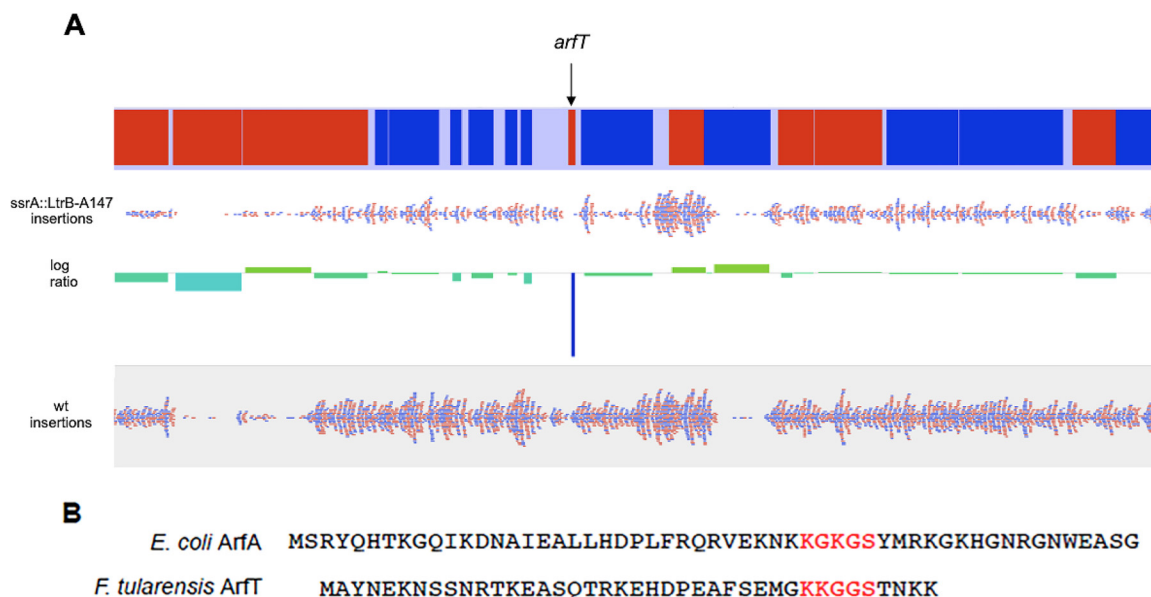 A
arfT
ssrA::LtrB-A147
insertions
log
ratio
wt
insertions
B
E. coli ArfA MSRYQHTKGQIKDNAIEALLHDPLFRQRVEKNKKGKGSYMRKGKHGNRGNWEASG
F. tularensis ArfT MAYNEKNSSNRTKEASQTRKEHDPEAFSEMGKKGGSTNKK